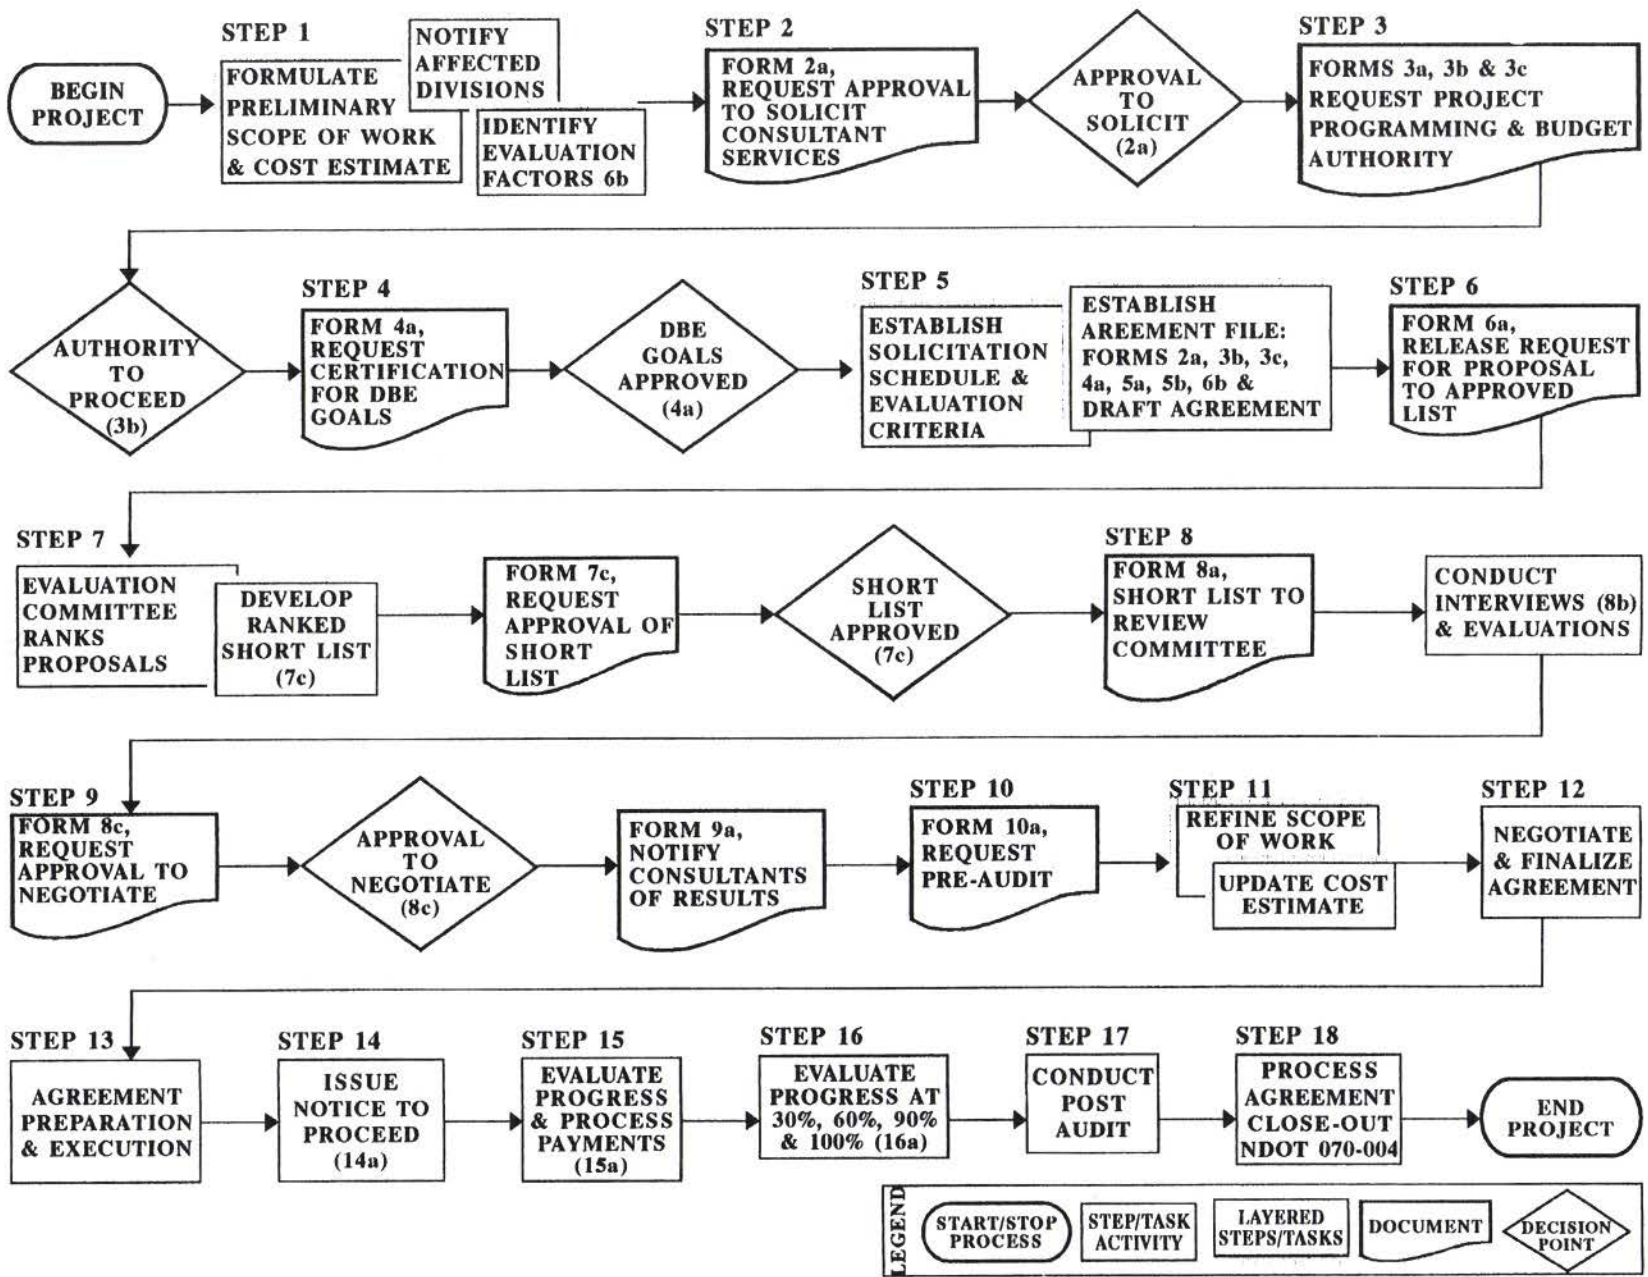 BEGIN
PROJECT
STEP 1
FORMULATE
PRELIMINARY
SCOPE OF WORK
& COST ESTIMATE
NOTIFY
AFFECTED
DIVISIONS
IDENTIFY
EVALUATION
FACTORS 6b
STEP 2
FORM 2a,
REQUEST APPROVAL
TO SOLICIT
CONSULTANT
SERVICES
APPROVAL
TO
SOLICIT
(2a)
STEP 3
FORMS 3a, 3b & 3c
REQUEST PROJECT
PROGRAMMING & BUDGET
AUTHORITY
AUTHORITY
TO
PROCEED
(3b)
STEP 4
FORM 4a,
REQUEST
CERTIFICATION
FOR DBE
GOALS
DBE
GOALS
APPROVED
(4a)
STEP 5
ESTABLISH
SOLICITATION
SCHEDULE &
EVALUATION
CRITERIA
ESTABLISH
AREEMENT FILE:
FORMS 2a, 3b, 3c,
4a, 5a, 5b, 6b &
DRAFT AGREEMENT
STEP 6
FORM 6a,
RELEASE REQUEST
FOR PROPOSAL
TO APPROVED
LIST
STEP 7
EVALUATION
COMMITTEE
RANKS
PROPOSALS
DEVELOP
RANKED
SHORT LIST
(7c)
FORM 7c,
REQUEST
APPROVAL OF
SHORT
LIST
SHORT
LIST
APPROVED
(7c)
STEP 8
FORM 8a,
SHORT LIST TO
REVIEW
COMMITTEE
CONDUCT
INTERVIEWS (8b)
& EVALUATIONS
STEP 9
FORM 8c,
REQUEST
APPROVAL TO
NEGOTIATE
APPROVAL
TO
NEGOTIATE
(8c)
FORM 9a,
NOTIFY
CONSULTANTS
OF RESULTS
STEP 10
FORM 10a,
REQUEST
PRE-AUDIT
STEP 11
REFINE SCOPE
OF WORK
UPDATE COST
ESTIMATE
STEP 12
NEGOTIATE
& FINALIZE
AGREEMENT
STEP 13
AGREEMENT
PREPARATION
& EXECUTION
STEP 14
ISSUE
NOTICE TO
PROCEED
(14a)
STEP 15
EVALUATE
PROGRESS
& PROCESS
PAYMENTS
(15a)
STEP 16
EVALUATE
PROGRESS AT
30%, 60%, 90%
& 100% (16a)
STEP 17
CONDUCT
POST
AUDIT
STEP 18
PROCESS
AGREEMENT
CLOSE-OUT
NDOT 070-004
END
PROJECT
LEGEND
START/STOP
PROCESS
STEP/TASK
ACTIVITY
LAYERED
STEPS/TASKS
DOCUMENT
DECISION
POINT